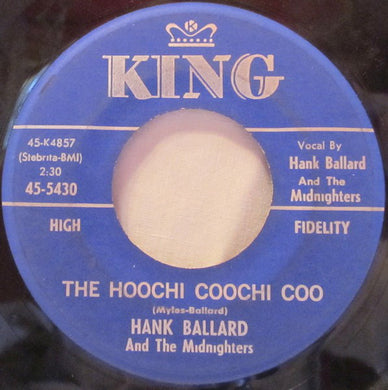 K
KING
45-K4857
(Stebrita-BMI)
2:30
45-5430
Vocal By
Hank Ballard
And The
Midnighters
HIGH
FIDELITY
THE HOOCHI COOCHI COO
(Myles-Ballard)
HANK BALLARD
And The Midnighters